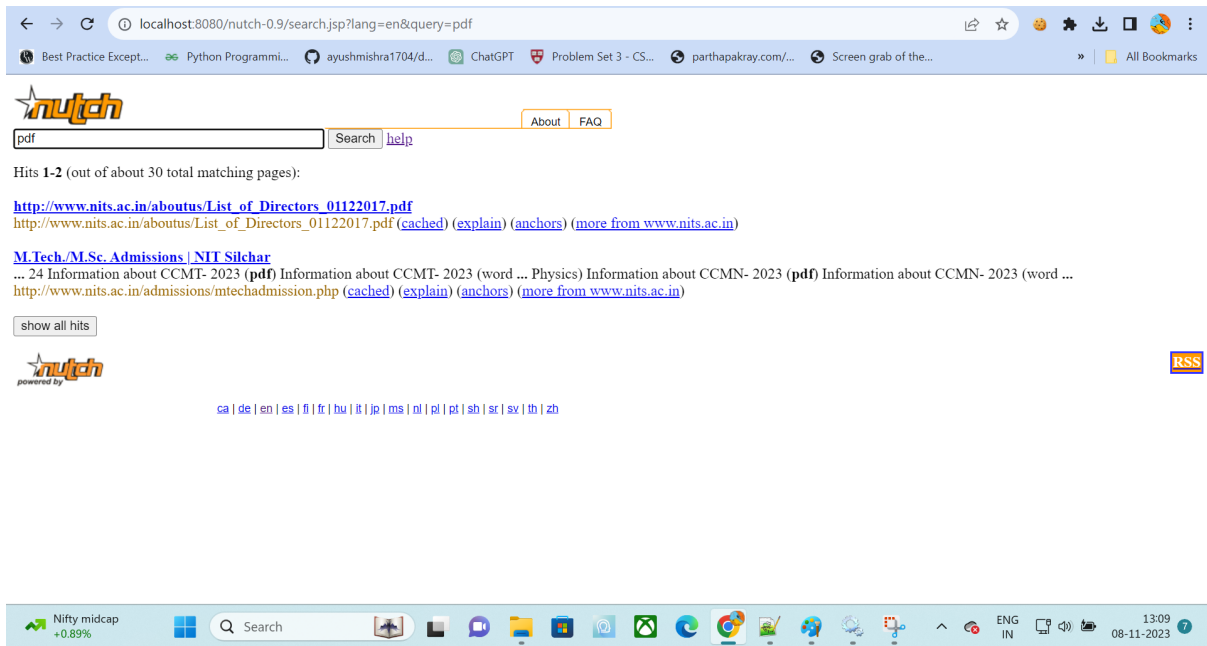 localhost:8080/nutch-0.9/search.jsp?lang=en&query=pdf
Best Practice Except... Python Programmi... ayushmishra1704/d... ChatGPT Problem Set 3 - CS... parthapakray.com/... Screen grab of the... » All Bookmarks
nutch
About FAQ
pdf Search help
Hits 1-2 (out of about 30 total matching pages):
http://www.nits.ac.in/aboutus/List_of_Directors_01122017.pdf
http://www.nits.ac.in/aboutus/List_of_Directors_01122017.pdf (cached) (explain) (anchors) (more from www.nits.ac.in)
M.Tech./M.Sc. Admissions | NIT Silchar
... 24 Information about CCMT- 2023 (pdf) Information about CCMT- 2023 (word ... Physics) Information about CCMN- 2023 (pdf) Information about CCMN- 2023 (word ...
http://www.nits.ac.in/admissions/mtechadmission.php (cached) (explain) (anchors) (more from www.nits.ac.in)
show all hits
nutch
powered by
RSS
ca | de | en | es | fi | fr | hu | it | jp | ms | nl | pl | pt | sh | sr | sv | th | zh
Nifty midcap
+0.89%
Search
ENG
IN
13:09
08-11-2023
7